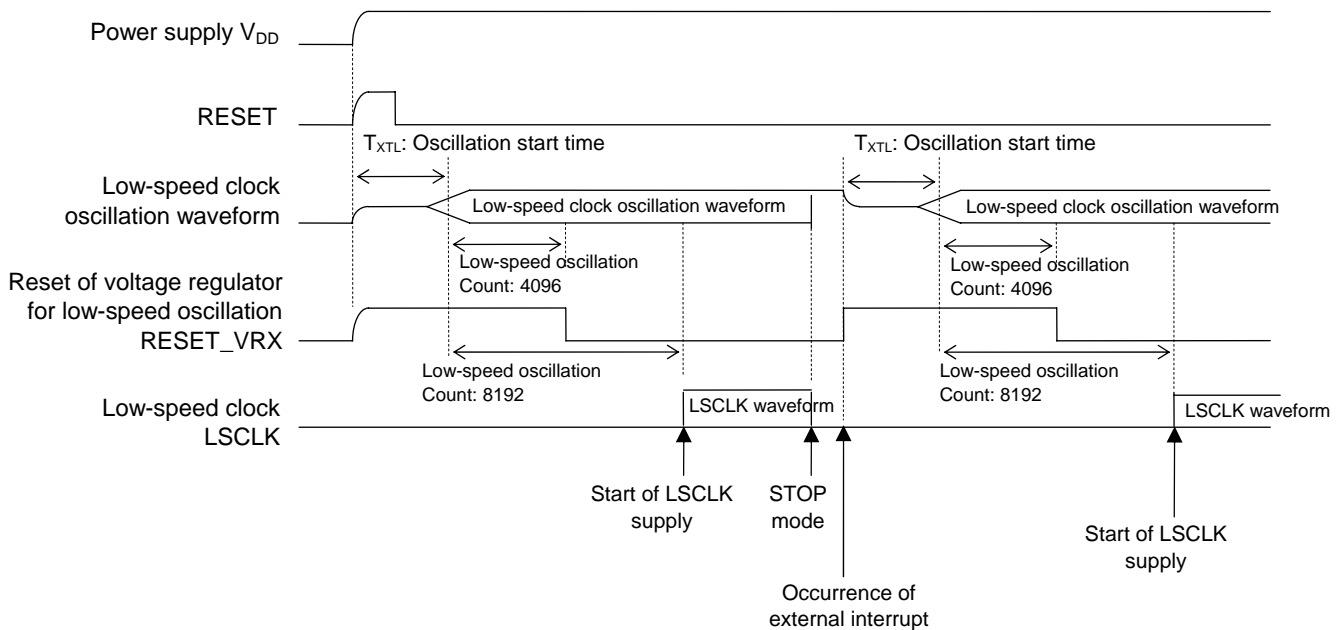 Power supply VDD
RESET
TXTL: Oscillation start time
TXTL: Oscillation start time
Low-speed clock
oscillation waveform
Low-speed clock oscillation waveform
Low-speed clock oscillation waveform
Low-speed oscillation
Count: 4096
Low-speed oscillation
Count: 4096
Reset of voltage regulator
for low-speed oscillation
RESET_VRX
Low-speed oscillation
Count: 8192
Low-speed oscillation
Count: 8192
Low-speed clock
LSCLK
LSCLK waveform
LSCLK waveform
Start of LSCLK
supply
STOP
mode
Start of LSCLK
supply
Occurrence of
external interrupt